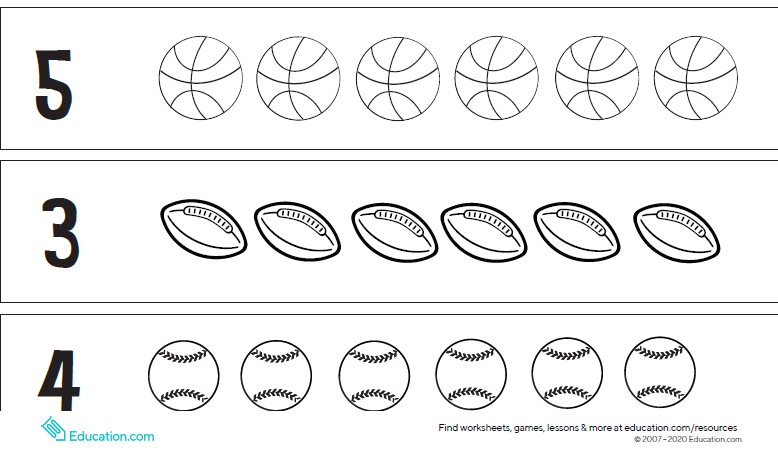 5
3
4
Education.com
Find worksheets, games, lessons & more at education.com/resources
© 2007 - 2020 Education.com